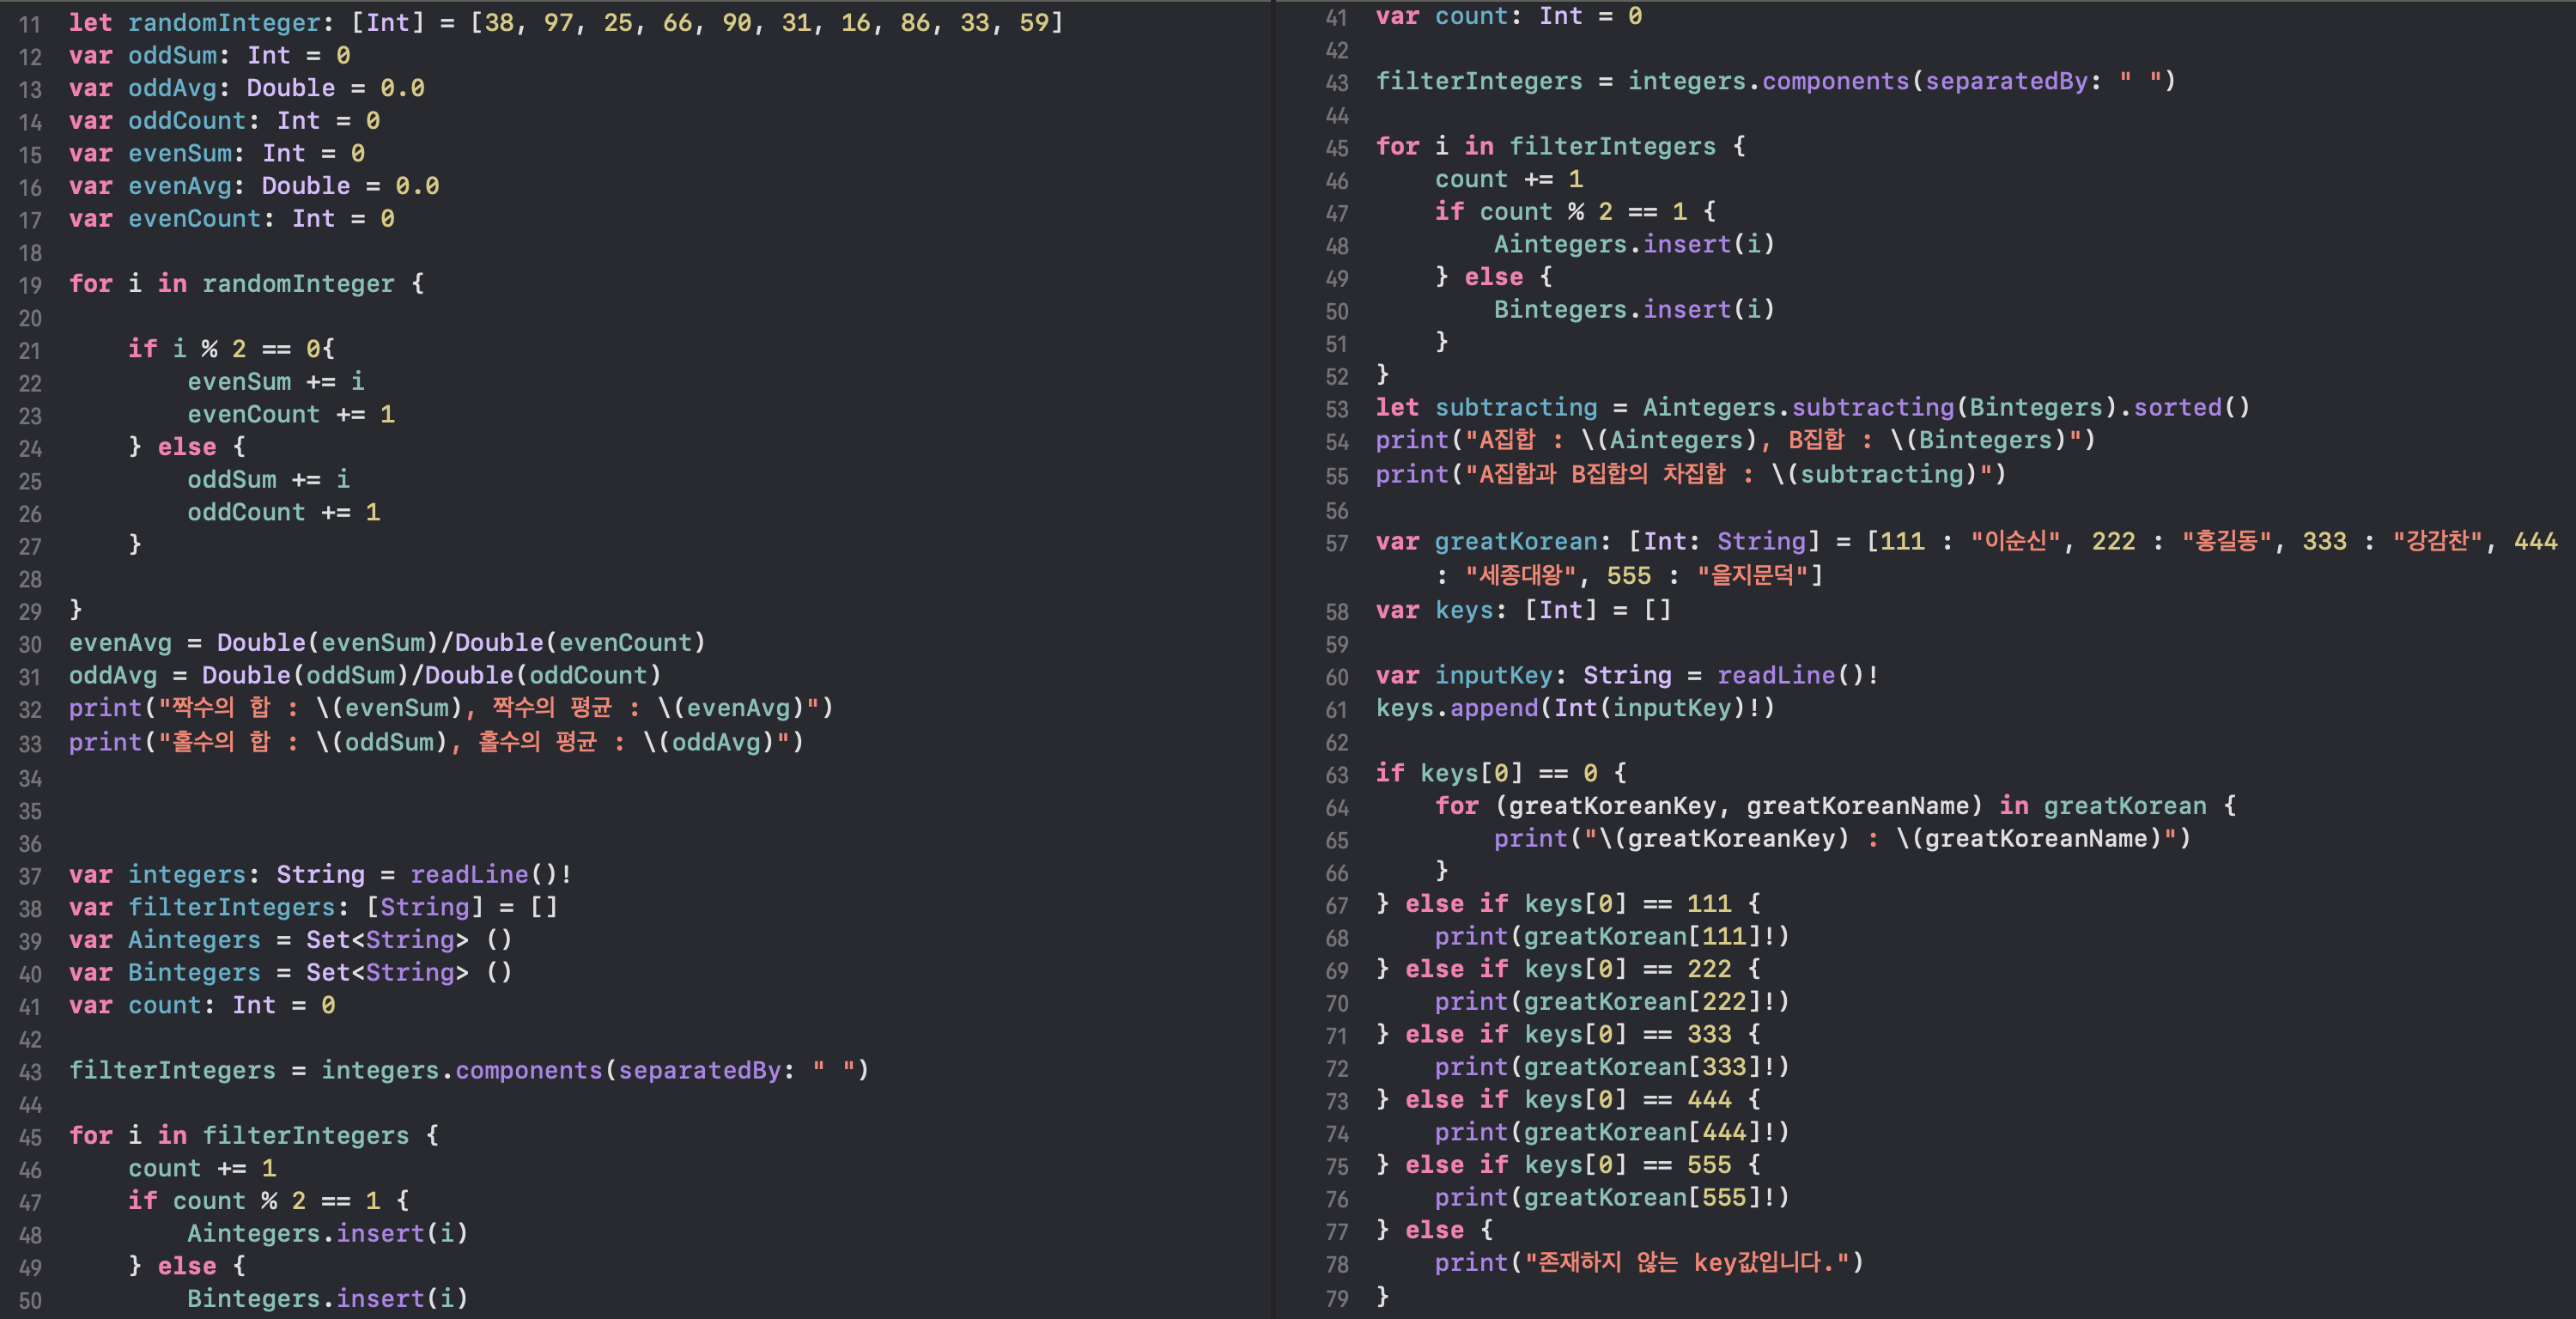 11 let randomInteger: [Int] = [38, 97, 25, 66, 90, 31, 16, 86, 33, 59]
12 var oddSum: Int = 0
13 var oddAvg: Double = 0.0
14 var oddCount: Int = 0
15 var evenSum: Int = 0
16 var evenAvg: Double = 0.0
17 var evenCount: Int = 0
18
19 for i in randomInteger {
20
21     if i % 2 == 0{
22         evenSum += i
23         evenCount += 1
24     } else {
25         oddSum += i
26         oddCount += 1
27     }
28
29 }
30 evenAvg = Double(evenSum)/Double(evenCount)
31 oddAvg = Double(oddSum)/Double(oddCount)
32 print("짝수의 합 : \(evenSum), 짝수의 평균 : \(evenAvg)")
33 print("홀수의 합 : \(oddSum), 홀수의 평균 : \(oddAvg)")
34
35
36
37 var integers: String = readLine()!
38 var filterIntegers: [String] = []
39 var Aintegers = Set<String> ()
40 var Bintegers = Set<String> ()
41 var count: Int = 0
42
43 filterIntegers = integers.components(separatedBy: " ")
44
45 for i in filterIntegers {
46     count += 1
47     if count % 2 == 1 {
48         Aintegers.insert(i)
49     } else {
50         Bintegers.insert(i)
41 var count: Int = 0
42
43 filterIntegers = integers.components(separatedBy: " ")
44
45 for i in filterIntegers {
46     count += 1
47     if count % 2 == 1 {
48         Aintegers.insert(i)
49     } else {
50         Bintegers.insert(i)
51     }
52 }
53 let subtracting = Aintegers.subtracting(Bintegers).sorted()
54 print("A집합 : \(Aintegers), B집합 : \(Bintegers)")
55 print("A집합과 B집합의 차집합 : \(subtracting)")
56
57 var greatKorean: [Int: String] = [111 : "이순신", 222 : "홍길동", 333 : "강감찬", 444
: "세종대왕", 555 : "을지문덕"]
58 var keys: [Int] = []
59
60 var inputKey: String = readLine()!
61 keys.append(Int(inputKey)!)
62
63 if keys[0] == 0 {
64     for (greatKoreanKey, greatKoreanName) in greatKorean {
65         print("\(greatKoreanKey) : \(greatKoreanName)")
66     }
67 } else if keys[0] == 111 {
68     print(greatKorean[111]!)
69 } else if keys[0] == 222 {
70     print(greatKorean[222]!)
71 } else if keys[0] == 333 {
72     print(greatKorean[333]!)
73 } else if keys[0] == 444 {
74     print(greatKorean[444]!)
75 } else if keys[0] == 555 {
76     print(greatKorean[555]!)
77 } else {
78     print("존재하지 않는 key값입니다.")
79 }